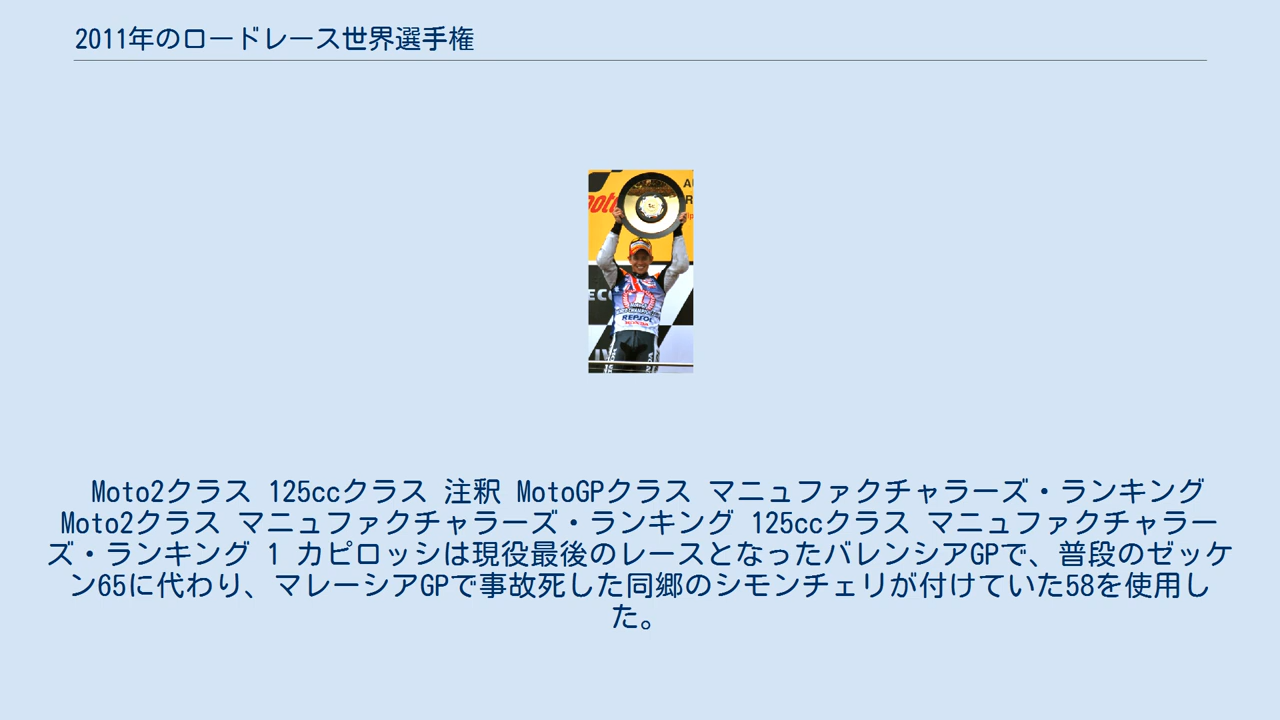 2011年のロードレース世界選手権
REPSOL
Moto2クラス 125ccクラス 注釈 MotoGPクラス マニュファクチャラーズ・ランキング
Moto2クラス マニュファクチャラーズ・ランキング 125ccクラス マニュファクチャラー
ズ・ランキング 1 カピロッシは現役最後のレースとなったバレンシアGPで、普段のゼッケ
ン65に代わり、マレーシアGPで事故死した同郷のシモンチェリが付けていた58を使用し
た。